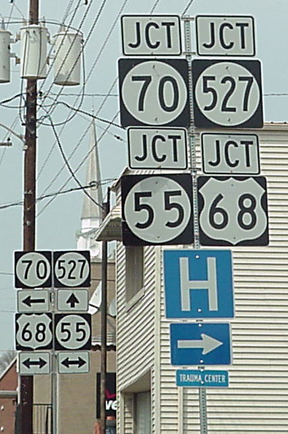 JCT JCT
70 527
JCT JCT
55 68
H
TRAUMA CENTER
70 527
68 55